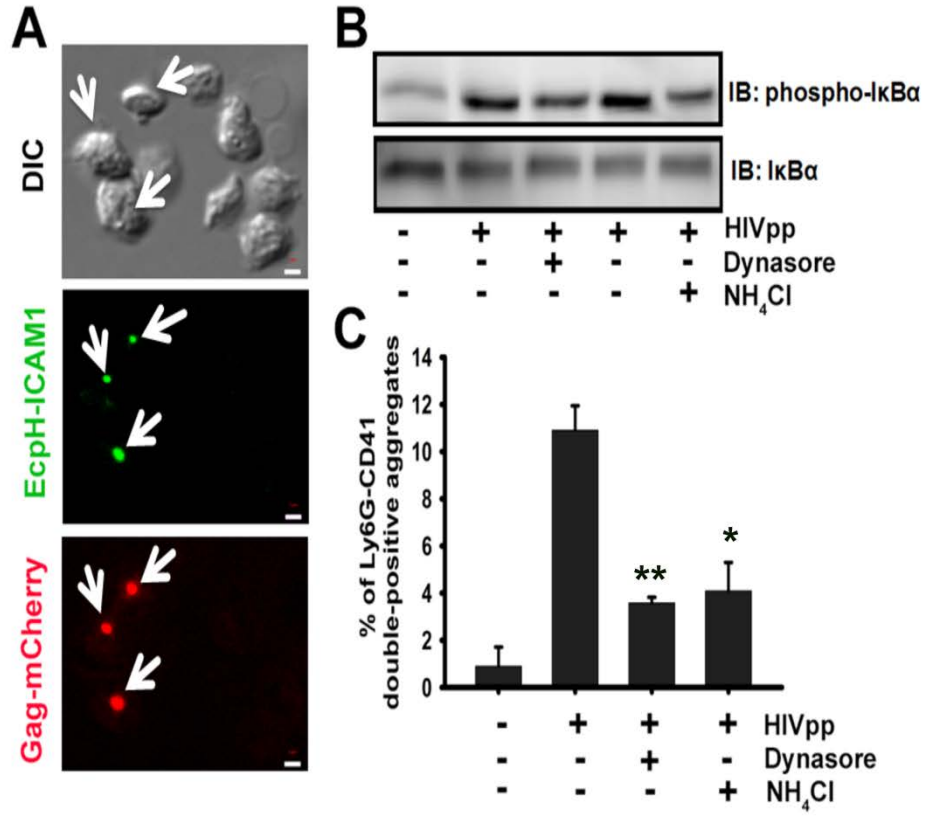 A
DIC
EcpH-ICAM1
Gag-mCherry
B
IB: phospho-IκBα
IB: IκBα
- + + + + HIVpp
- - + - - Dynasore
- - - - + NH₄Cl
C
% of Ly6G-CD41
double-positive aggregates
14
12
10
8
6
4
2
0
*
**
- + + + HIVpp
- - + - Dynasore
- - - + NH₄Cl